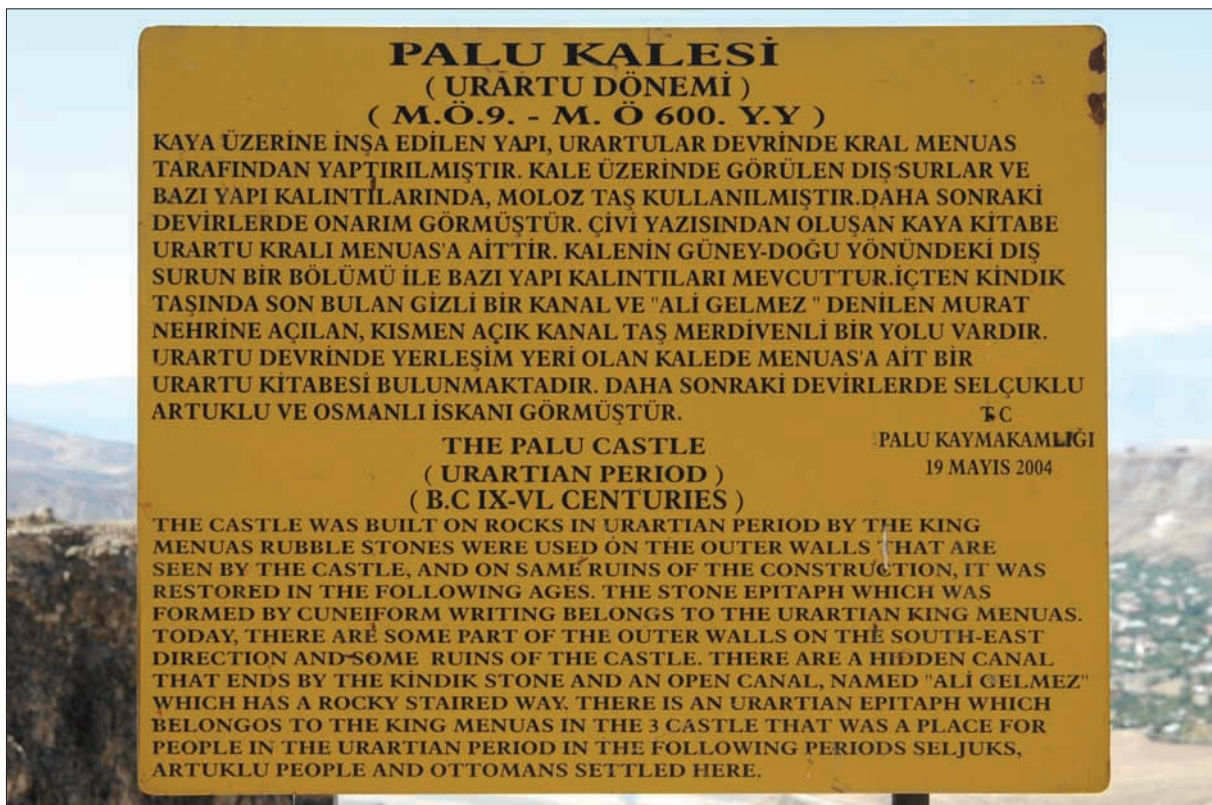 PALU KALESİ
( URARTU DÖNEMİ )
( M.Ö.9. - M. Ö 600. Y.Y )
KAYA ÜZERİNE İNŞA EDİLEN YAPI, URARTULAR DEVRİNDE KRAL MENUAS
TARAFINDAN YAPTIRILMIŞTIR. KALE ÜZERİNDE GÖRÜLEN DIŞ SURLAR VE
BAZI YAPI KALINTILARINDA, MOLOZ TAŞ KULLANILMIŞTIR.DAHA SONRAKİ
DEVİRLERDE ONARIM GÖRMÜŞTÜR. ÇİVİ YAZISINDAN OLUŞAN KAYA KİTABE
URARTU KRALI MENUAS'A AİTTİR. KALENİN GÜNEY-DOĞU YÖNÜNDEKİ DIŞ
SURUN BİR BÖLÜMÜ İLE BAZI YAPI KALINTILARI MEVCUTTUR.İÇTEN KİNDIK
TAŞINDA SON BULAN GİZLİ BİR KANAL VE "ALİ GELMEZ " DENİLEN MURAT
NEHRİNE AÇILAN, KISMEN AÇIK KANAL TAŞ MERDİVENLİ BİR YOLU VARDIR.
URARTU DEVRİNDE YERLEŞİM YERİ OLAN KALEDE MENUAS'A AİT BİR
URARTU KİTABESİ BULUNMAKTADIR. DAHA SONRAKİ DEVİRLERDE SELÇUKLU
ARTUKLU VE OSMANLI İSKANI GÖRMÜŞTÜR.
T C
PALU KAYMAKAMLIĞI
19 MAYIS 2004
THE PALU CASTLE
( URARTIAN PERIOD )
( B.C IX-VL CENTURIES )
THE CASTLE WAS BUILT ON ROCKS IN URARTIAN PERIOD BY THE KING
MENUAS RUBBLE STONES WERE USED ON THE OUTER WALLS THAT ARE
SEEN BY THE CASTLE, AND ON SAME RUINS OF THE CONSTRUCTION, IT WAS
RESTORED IN THE FOLLOWING AGES. THE STONE EPITAPH WHICH WAS
FORMED BY CUNEIFORM WRITING BELONGS TO THE URARTIAN KING MENUAS.
TODAY, THERE ARE SOME PART OF THE OUTER WALLS ON THE SOUTH-EAST
DIRECTION AND SOME RUINS OF THE CASTLE. THERE ARE A HIDDEN CANAL
THAT ENDS BY THE KİNDIK STONE AND AN OPEN CANAL, NAMED "ALİ GELMEZ"
WHICH HAS A ROCKY STAIRED WAY. THERE IS AN URARTIAN EPITAPH WHICH
BELONGOS TO THE KING MENUAS IN THE 3 CASTLE THAT WAS A PLACE FOR
PEOPLE IN THE URARTIAN PERIOD IN THE FOLLOWING PERIODS SELJUKS,
ARTUKLU PEOPLE AND OTTOMANS SETTLED HERE.